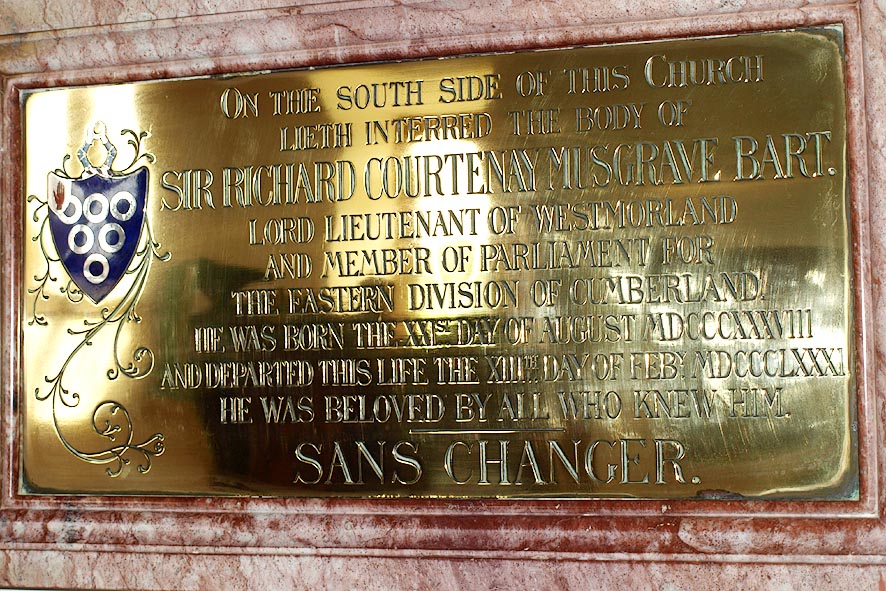 On the south side of this Church
lieth interred the body of
Sir Richard Courtenay Musgrave Bart.
Lord Lieutenant of Westmorland
and Member of Parliament for
the Eastern Division of Cumberland.
He was born the XXIst day of August MDCCCXXXVIII
and departed this life the XIIIth day of Feby MDCCCLXXXI
He was beloved by all who knew him.
Sans Changer.